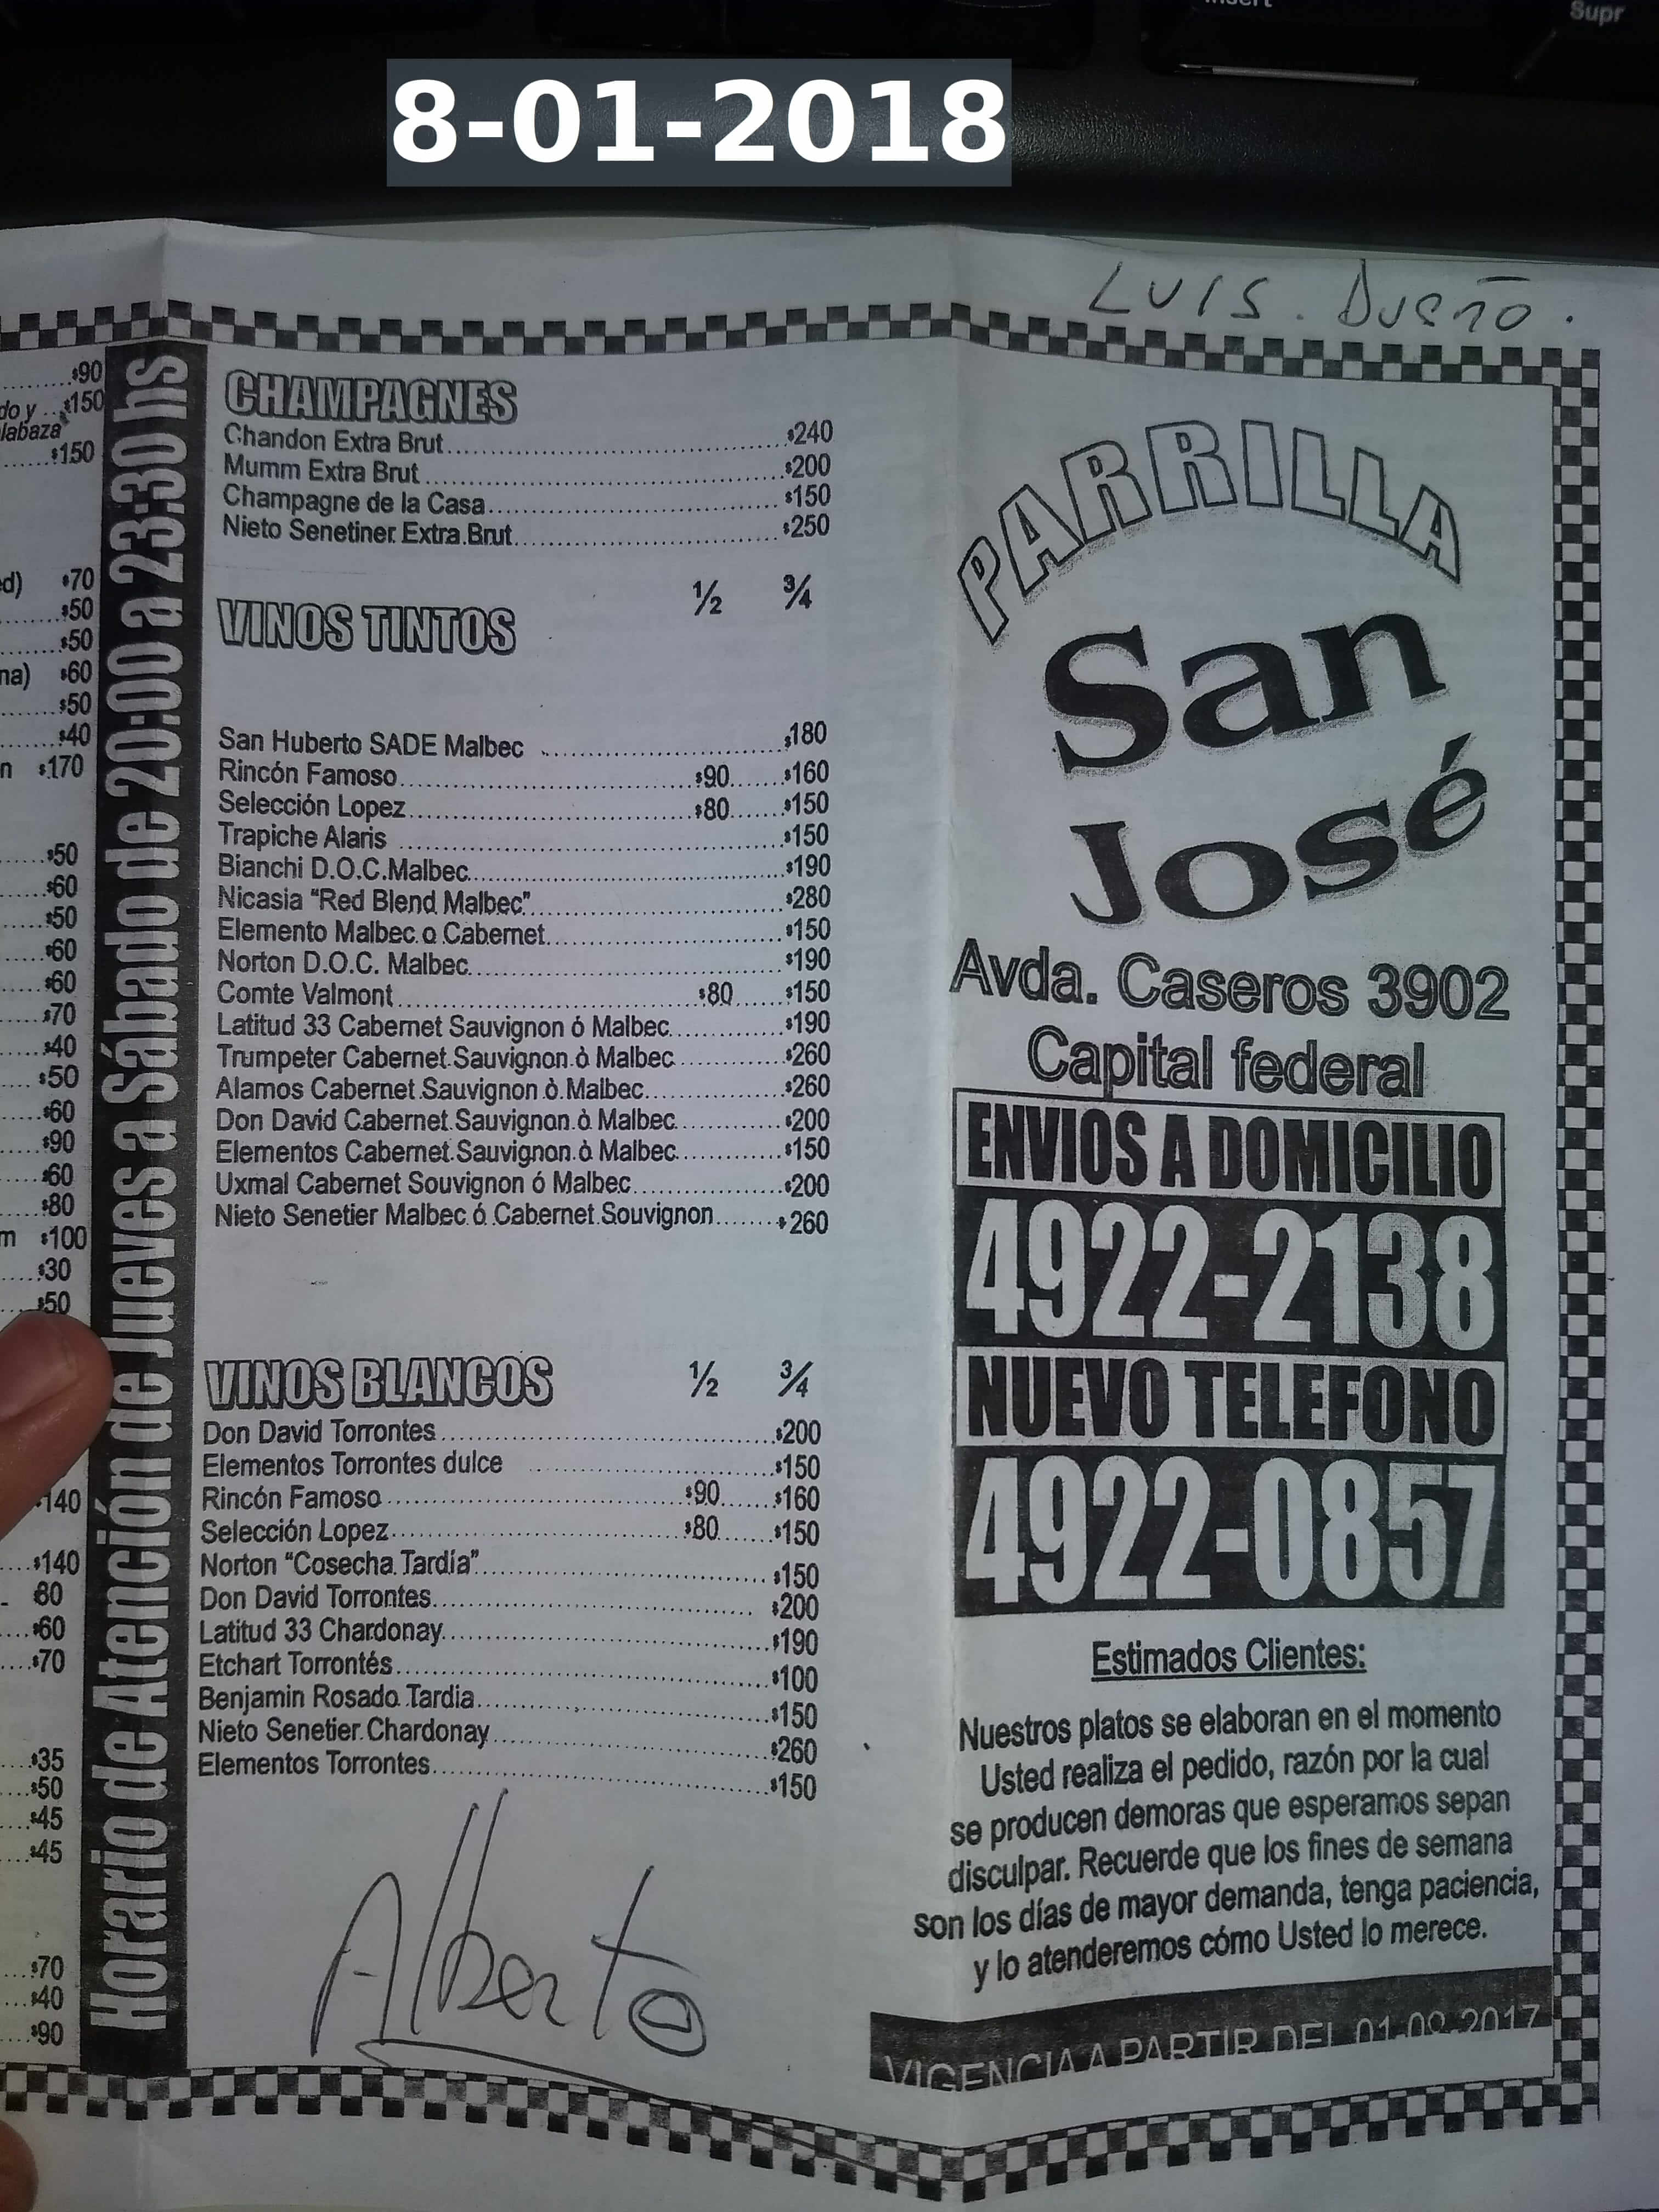 Insert
Supr
8-01-2018
LUIS. DUEÑO.
$90
do y ...$150
labaza
$150
ed) $70
$50
$50
na) $60
$50
$40
n $170
$50
$60
$50
$60
$60
$70
$40
$50
$60
$90
$60
$80
m $100
$30
$50
$140
$140
80
$60
$70
$35
$50
$45
$45
$70
$40
$90
Horario de Atención de Jueves a Sábado de 20:00 a 23:30 hs
CHAMPAGNES
Chandon Extra Brut $240
Mumm Extra Brut $200
Champagne de la Casa $150
Nieto Senetiner Extra Brut $250
VINOS TINTOS ½ ¾
San Huberto SADE Malbec $180
Rincón Famoso $90 $160
Selección Lopez $80 $150
Trapiche Alaris $150
Bianchi D.O.C.Malbec $190
Nicasia "Red Blend Malbec" $280
Elemento Malbec o Cabernet $150
Norton D.O.C. Malbec $190
Comte Valmont $80 $150
Latitud 33 Cabernet Sauvignon ó Malbec $190
Trumpeter Cabernet Sauvignon ò Malbec $260
Alamos Cabernet Sauvignon ò Malbec $260
Don David Cabernet Sauvignon ò Malbec $200
Elementos Cabernet Sauvignon ò Malbec $150
Uxmal Cabernet Souvignon ó Malbec $200
Nieto Senetier Malbec ó Cabernet Souvignon $260
VINOS BLANCOS ½ ¾
Don David Torrontes $200
Elementos Torrontes dulce $150
Rincón Famoso $90 $160
Selección Lopez $80 $150
Norton "Cosecha Tardía" $150
Don David Torrontes $200
Latitud 33 Chardonay $190
Etchart Torrontés $100
Benjamin Rosado Tardia $150
Nieto Senetier Chardonay $260
Elementos Torrontes $150
Alberto
PARRILLA
San
José
Avda. Caseros 3902
Capital federal
ENVIOS A DOMICILIO
4922-2138
NUEVO TELEFONO
4922-0857
Estimados Clientes:
Nuestros platos se elaboran en el momento
Usted realiza el pedido, razón por la cual
se producen demoras que esperamos sepan
disculpar. Recuerde que los fines de semana
son los días de mayor demanda, tenga paciencia,
y lo atenderemos cómo Usted lo merece.
VIGENCIA A PARTIR DEL 01-09-2017